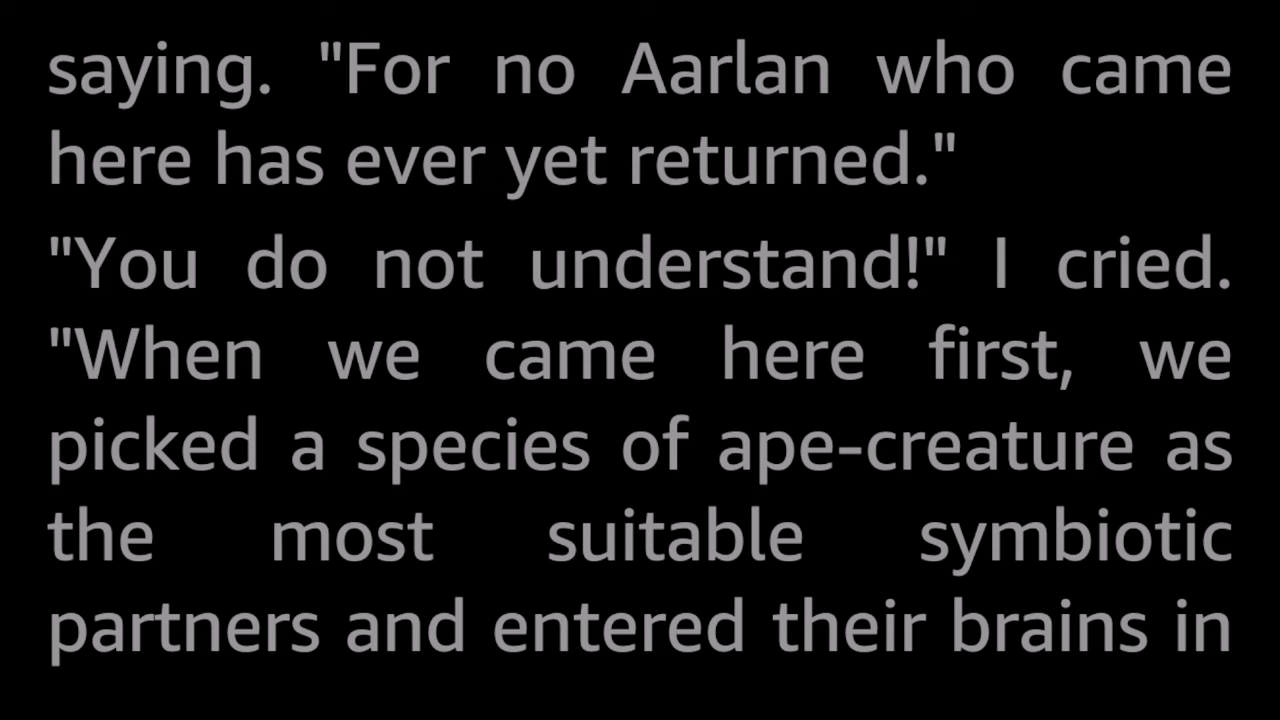 saying. "For no Aarlan who came
here has ever yet returned."
"You do not understand!" I cried.
"When we came here first, we
picked a species of ape-creature as
the most suitable symbiotic
partners and entered their brains in